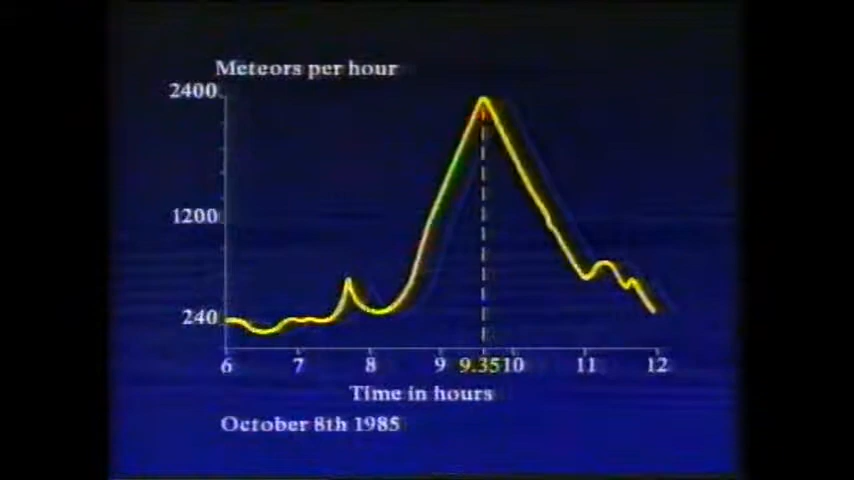 Meteors per hour
2400
1200
240
6 7 8 9 9.35 10 11 12
Time in hours
October 8th 1985